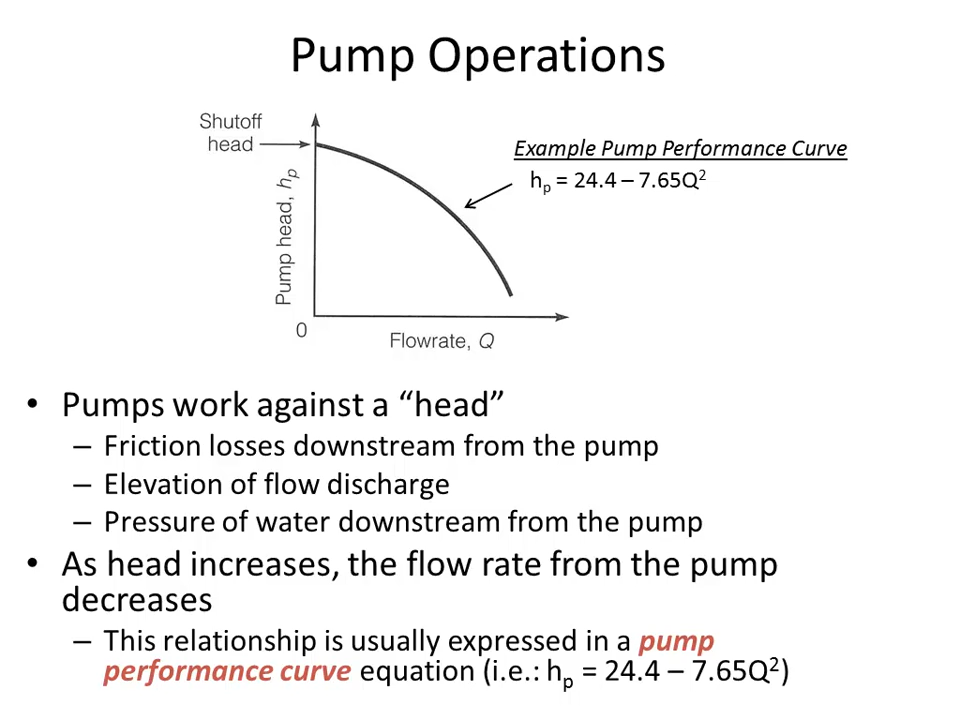 Pump Operations
Shutoff
head
Example Pump Performance Curve
hₚ = 24.4 – 7.65Q²
Pump head, hₚ
0
Flowrate, Q
• Pumps work against a “head”
– Friction losses downstream from the pump
– Elevation of flow discharge
– Pressure of water downstream from the pump
• As head increases, the flow rate from the pump
decreases
– This relationship is usually expressed in a pump
performance curve equation (i.e.: hₚ = 24.4 – 7.65Q²)